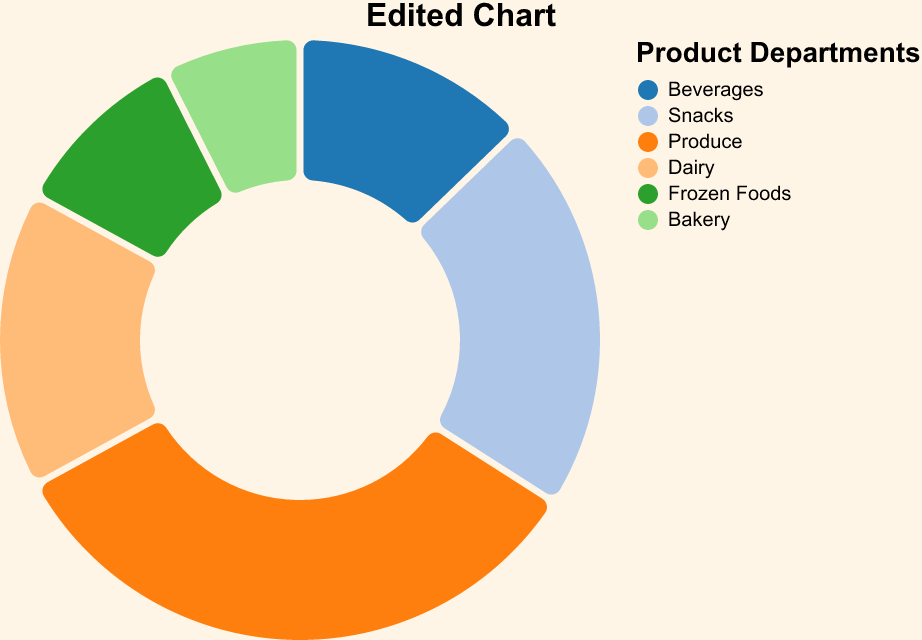 Edited Chart
Product Departments
Beverages
Snacks
Produce
Dairy
Frozen Foods
Bakery